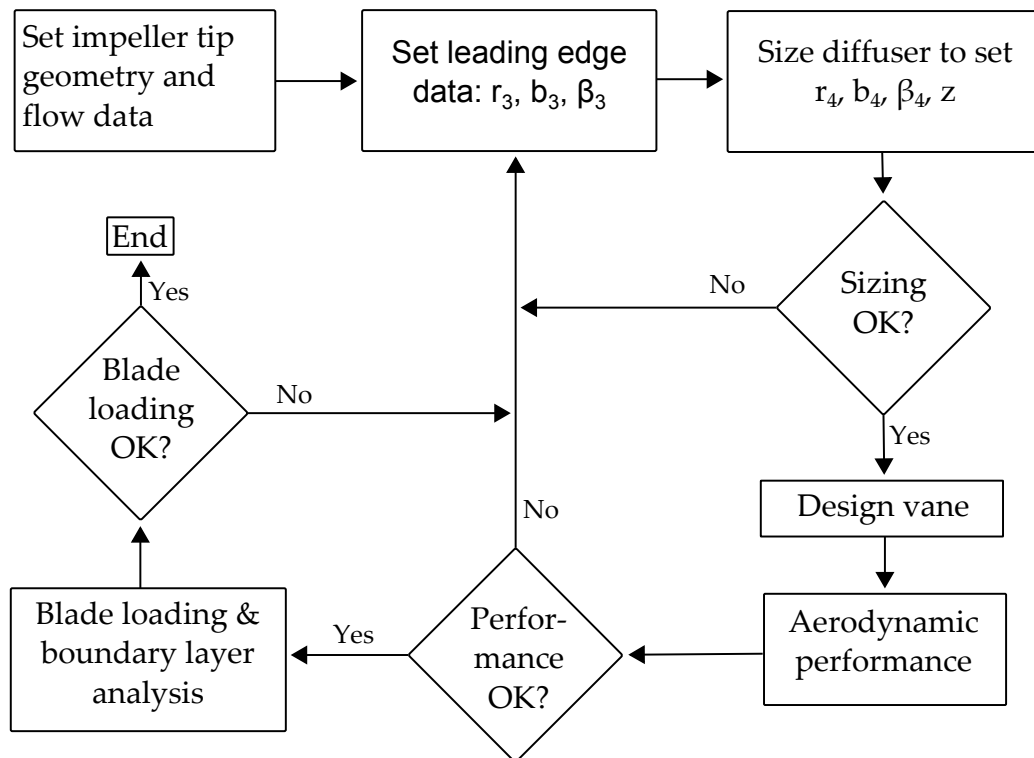 Set impeller tip
geometry and
flow data
Set leading edge
data: r₃, b₃, β₃
Size diffuser to set
r₄, b₄, β₄, z
Sizing
OK?
No
Yes
Design vane
Aerodynamic
performance
Perfor-
mance
OK?
No
Yes
Blade loading &
boundary layer
analysis
Blade
loading
OK?
No
Yes
End